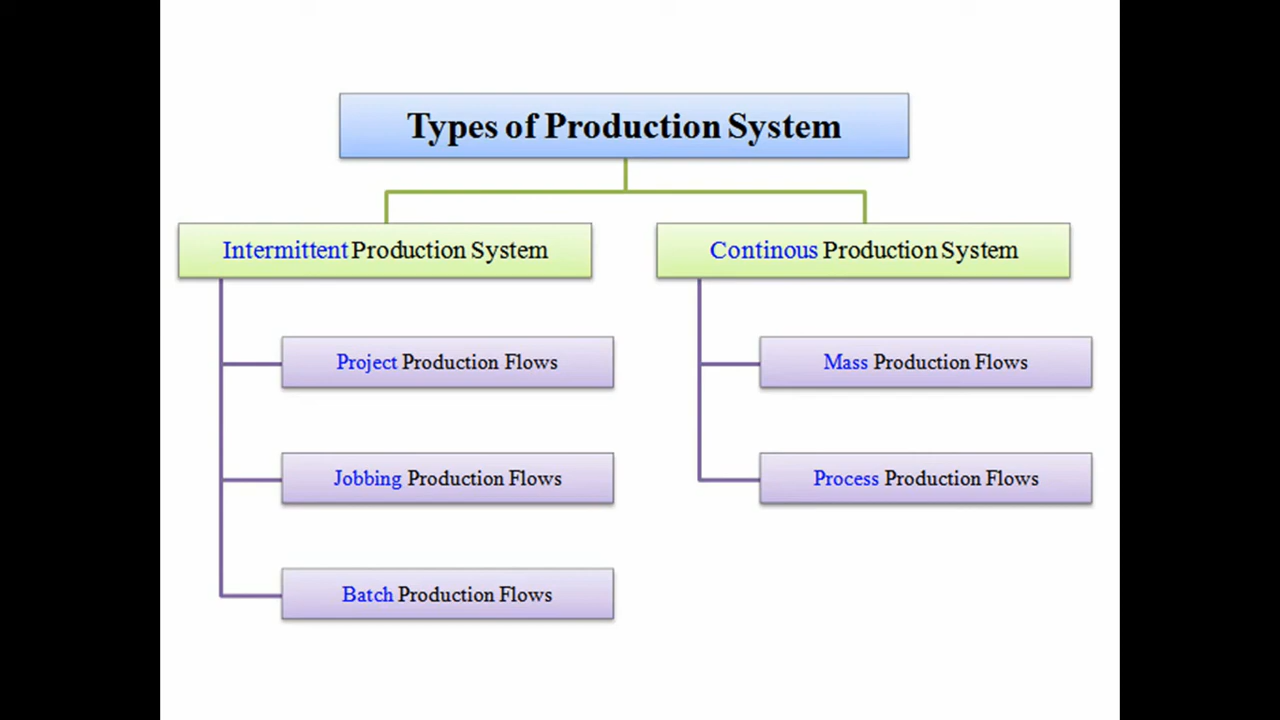 Types of Production System
Intermittent Production System
Continous Production System
Project Production Flows
Mass Production Flows
Jobbing Production Flows
Process Production Flows
Batch Production Flows